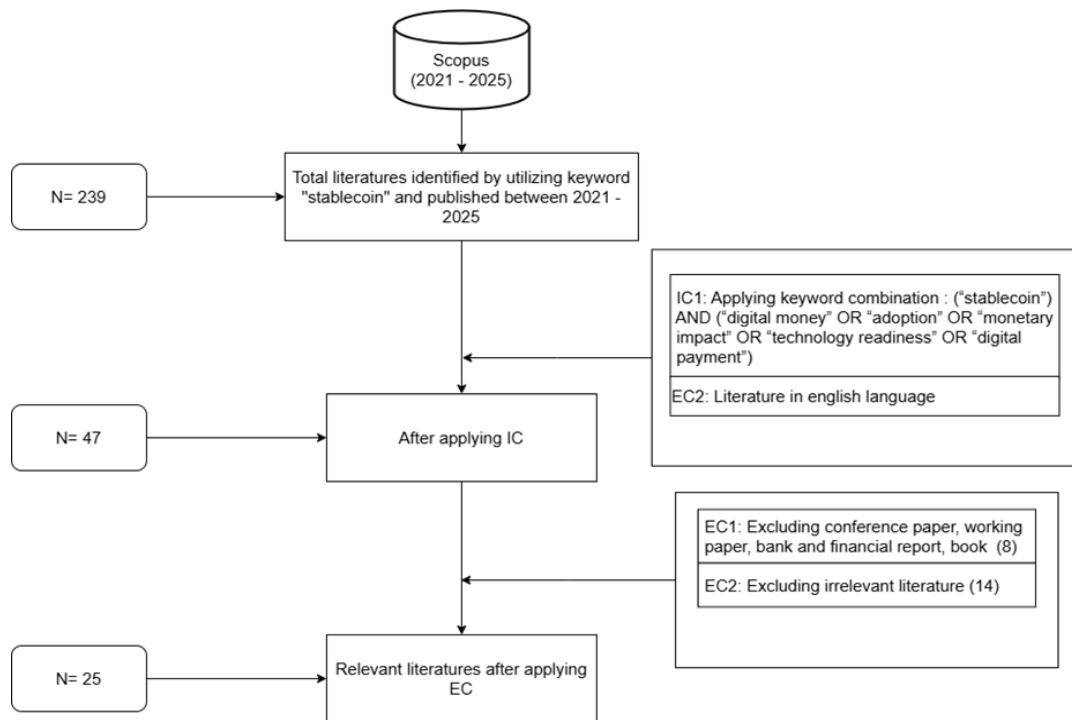 Scopus
(2021 - 2025)
N= 239
Total literatures identified by utilizing keyword
"stablecoin" and published between 2021 -
2025
IC1: Applying keyword combination : (“stablecoin”)
AND (“digital money” OR “adoption” OR “monetary
impact” OR “technology readiness” OR “digital
payment”)
EC2: Literature in english language
N= 47
After applying IC
EC1: Excluding conference paper, working
paper, bank and financial report, book (8)
EC2: Excluding irrelevant literature (14)
N= 25
Relevant literatures after applying
EC